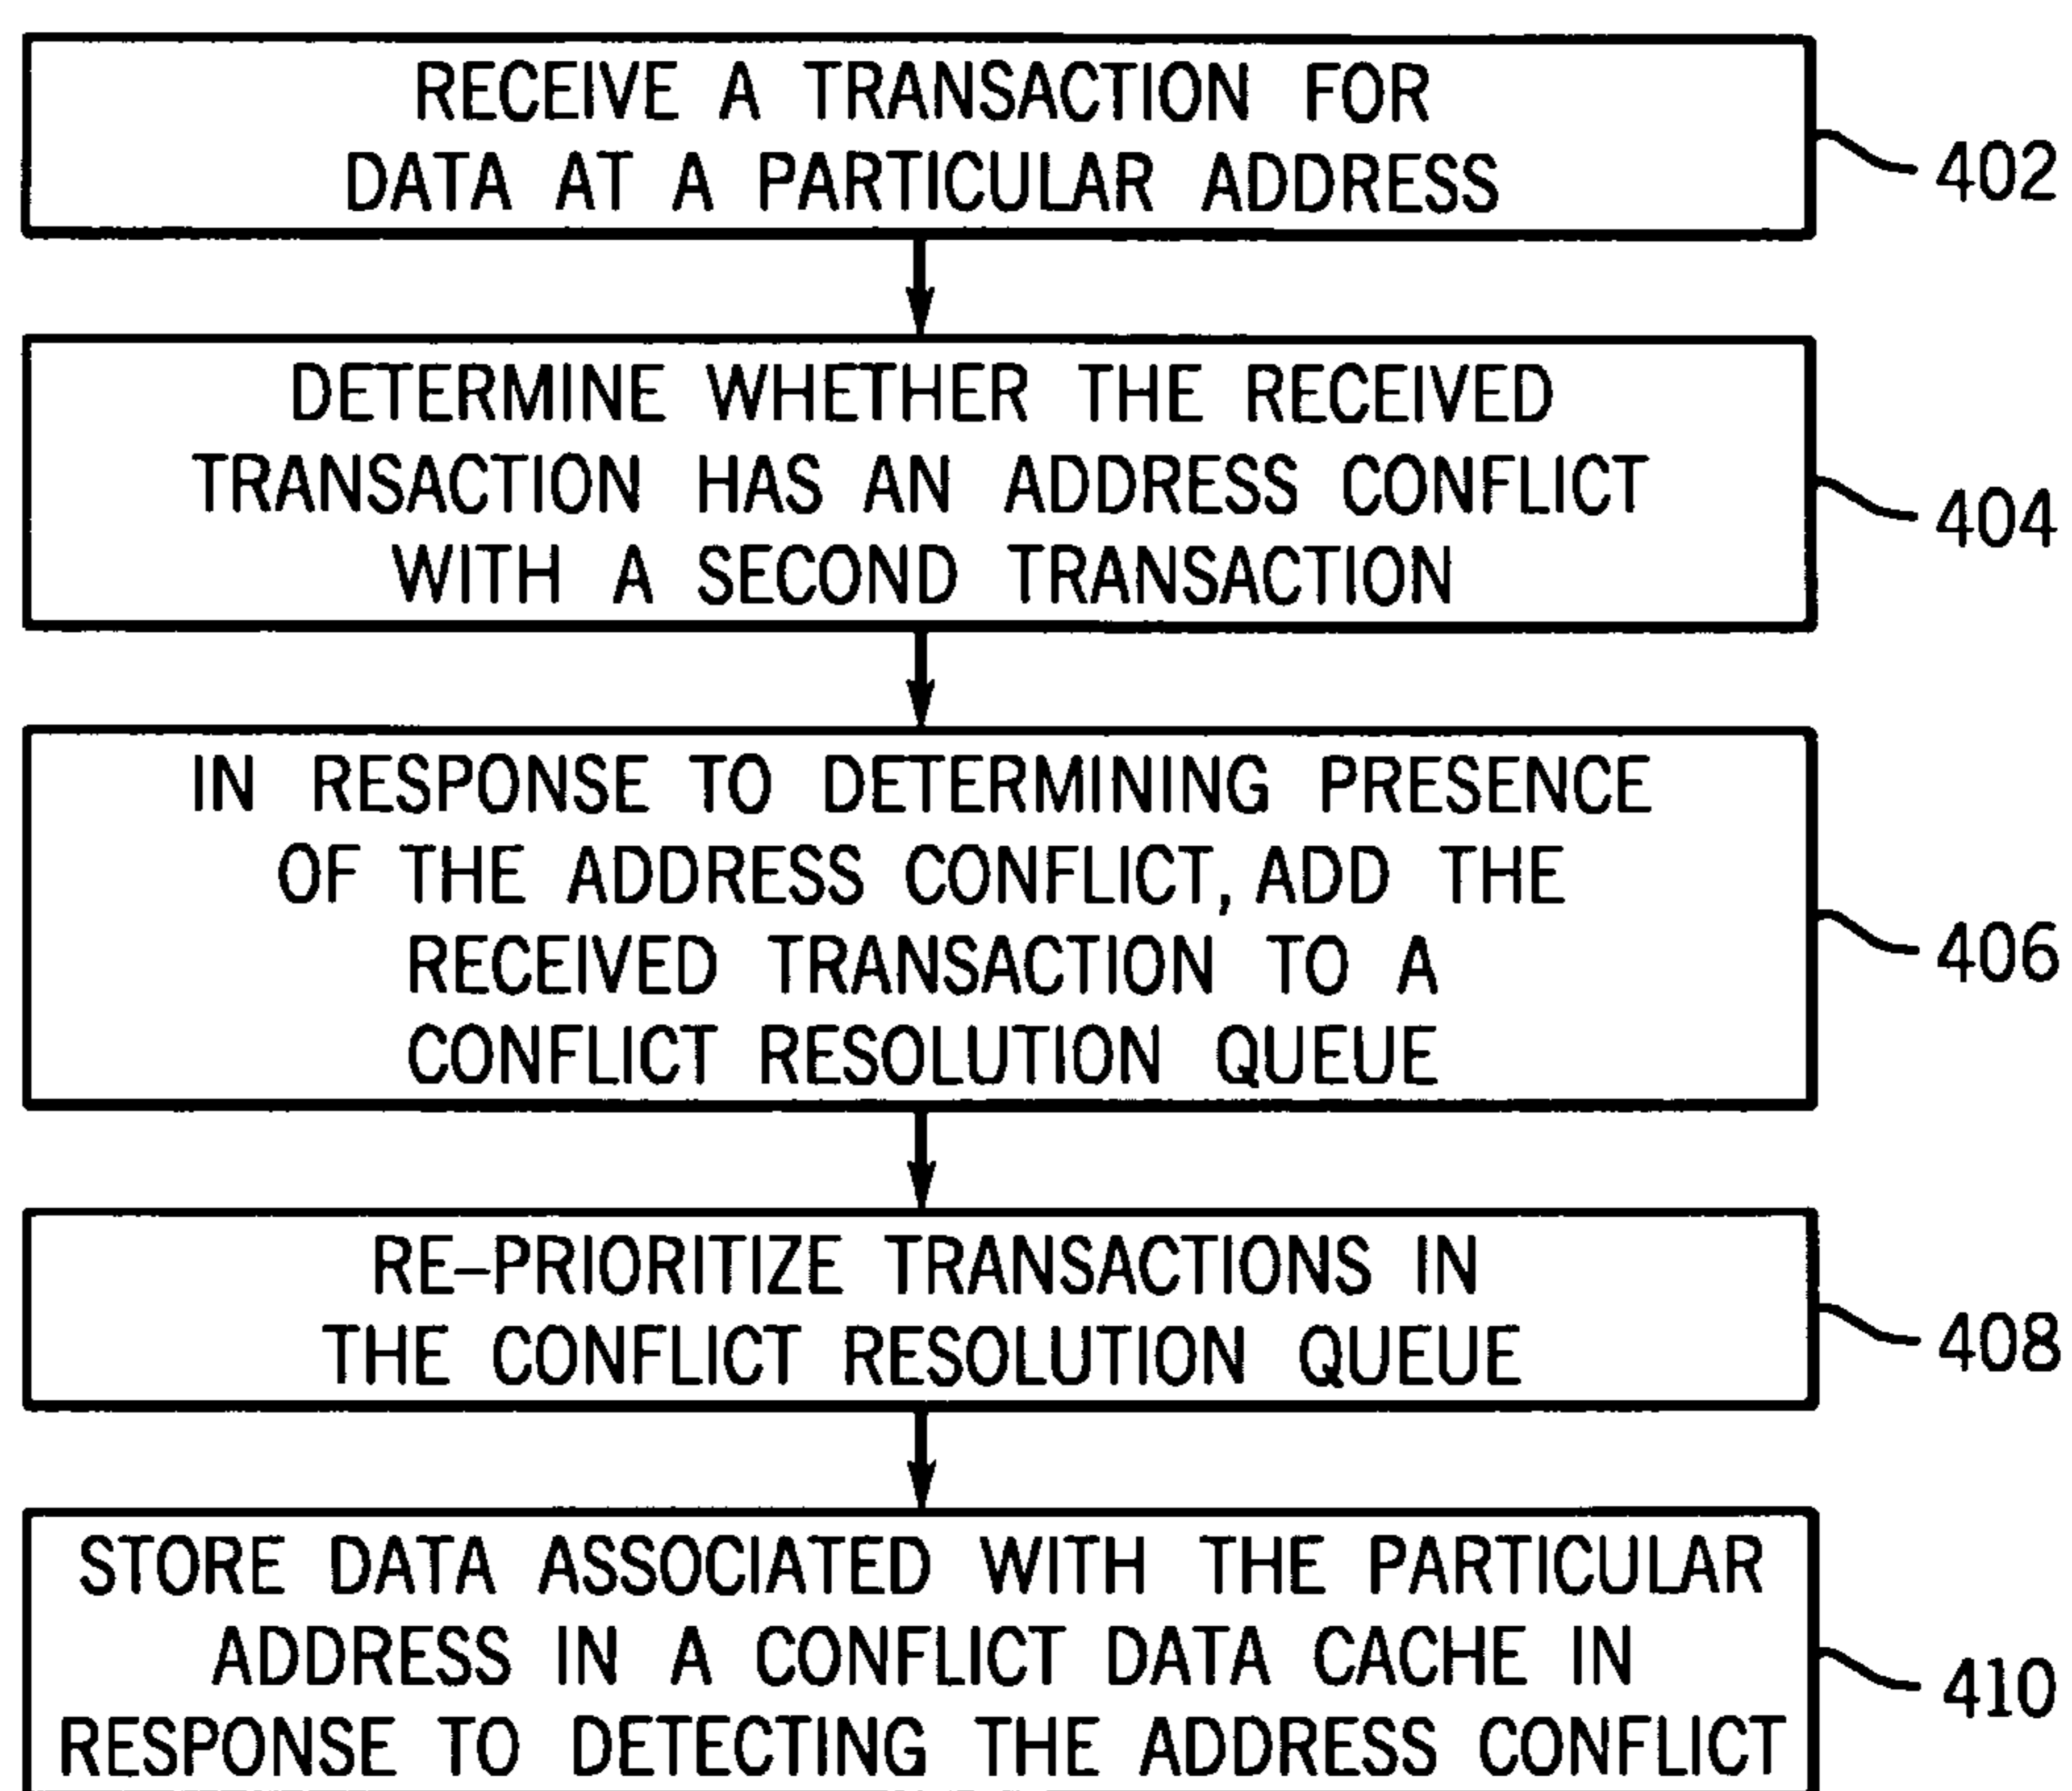 RECEIVE A TRANSACTION FOR
DATA AT A PARTICULAR ADDRESS
402
DETERMINE WHETHER THE RECEIVED
TRANSACTION HAS AN ADDRESS CONFLICT
WITH A SECOND TRANSACTION
404
IN RESPONSE TO DETERMINING PRESENCE
OF THE ADDRESS CONFLICT, ADD THE
RECEIVED TRANSACTION TO A
CONFLICT RESOLUTION QUEUE
406
RE-PRIORITIZE TRANSACTIONS IN
THE CONFLICT RESOLUTION QUEUE
408
STORE DATA ASSOCIATED WITH THE PARTICULAR
ADDRESS IN A CONFLICT DATA CACHE IN
RESPONSE TO DETECTING THE ADDRESS CONFLICT
410